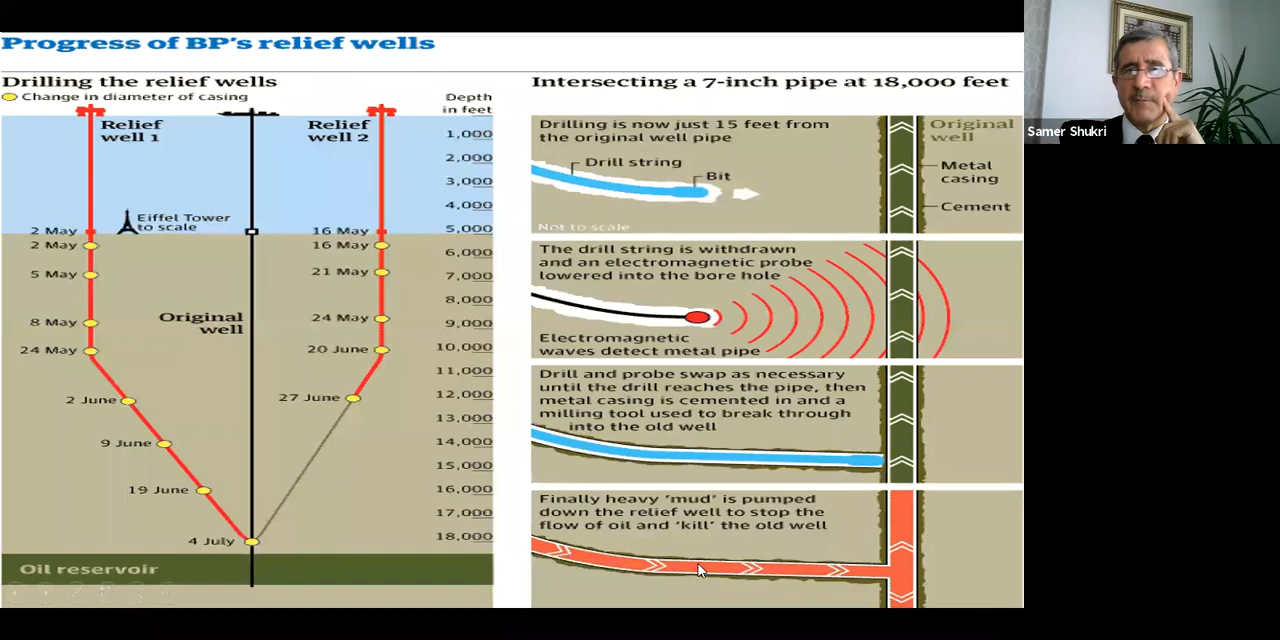 Progress of BP's relief wells
Drilling the relief wells
Change in diameter of casing
Depth
in feet
Relief
well 1
Relief
well 2
1,000
2,000
3,000
4,000
5,000
6,000
7,000
8,000
9,000
10,000
11,000
12,000
13,000
14,000
15,000
16,000
17,000
18,000
Eiffel Tower
to scale
2 May
2 May
5 May
8 May
24 May
2 June
9 June
19 June
4 July
16 May
16 May
21 May
24 May
20 June
27 June
Original
well
Oil reservoir
Intersecting a 7-inch pipe at 18,000 feet
Drilling is now just 15 feet from
the original well pipe
Drill string
Bit
Not to scale
Original
well
Metal
casing
Cement
The drill string is withdrawn
and an electromagnetic probe
lowered into the bore hole
Electromagnetic
waves detect metal pipe
Drill and probe swap as necessary
until the drill reaches the pipe, then
metal casing is cemented in and a
milling tool used to break through
into the old well
Finally heavy 'mud' is pumped
down the relief well to stop the
flow of oil and 'kill' the old well
Samer Shukri